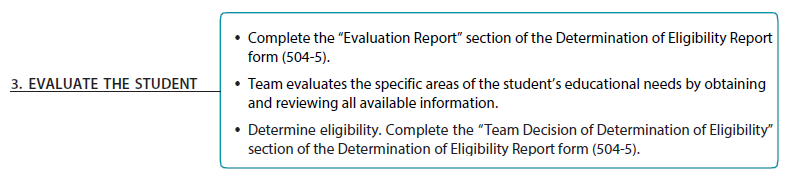 3. EVALUATE THE STUDENT
• Complete the “Evaluation Report” section of the Determination of Eligibility Report
form (504-5).
• Team evaluates the specific areas of the student’s educational needs by obtaining
and reviewing all available information.
• Determine eligibility. Complete the “Team Decision of Determination of Eligibility”
section of the Determination of Eligibility Report form (504-5).